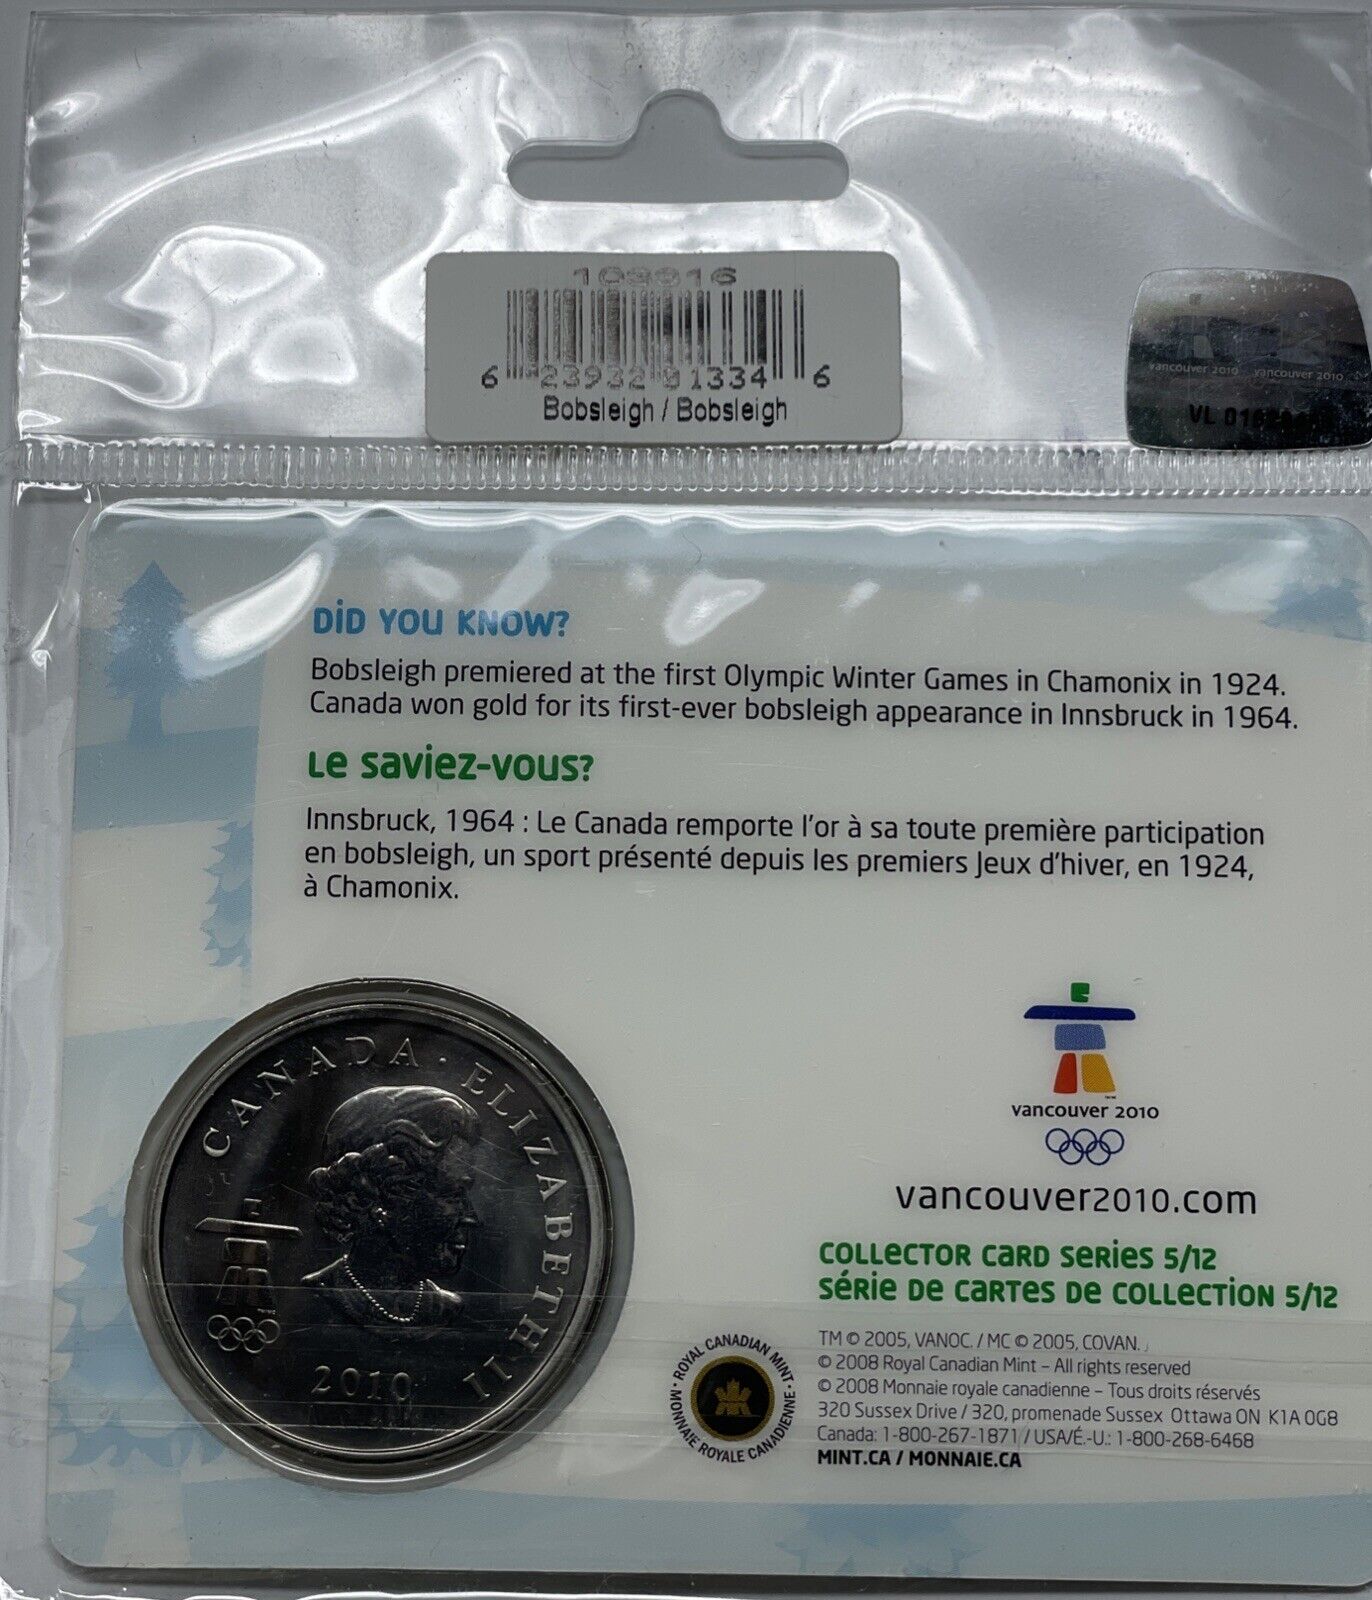 6 23932 01334 6
Bobsleigh / Bobsleigh
vancouver 2010 vancouver 2010
VL
DiD YOU KNOW?
Bobsleigh premiered at the first Olympic Winter Games in Chamonix in 1924.
Canada won gold for its first-ever bobsleigh appearance in Innsbruck in 1964.
Le saviez-vous?
Innsbruck, 1964 : Le Canada remporte l'or à sa toute première participation
en bobsleigh, un sport présenté depuis les premiers Jeux d'hiver, en 1924,
à Chamonix.
CANADA · ELIZABETH II
2010
vancouver 2010
vancouver2010.com
COLLECTOR CARD SERIES 5/12
SÉRIE DE CARTES DE COLLECTION 5/12
ROYAL CANADIAN MINT · MONNAIE ROYALE CANADIENNE ·
TM © 2005, VANOC. / MC © 2005, COVAN.
© 2008 Royal Canadian Mint – All rights reserved
© 2008 Monnaie royale canadienne – Tous droits réservés
320 Sussex Drive / 320, promenade Sussex Ottawa ON K1A 0G8
Canada: 1-800-267-1871 / USA/É.-U.: 1-800-268-6468
MINT.CA / MONNAIE.CA